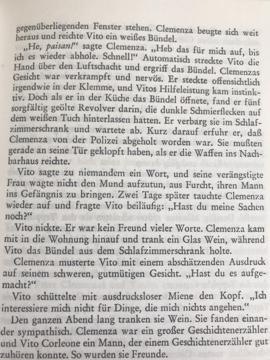 gegenüberliegenden Fenster stehen. Clemenza beugte sich weit
heraus und reichte Vito ein weißes Bündel.
„He, paisan!“ sagte Clemenza. „Heb das für mich auf, bis
ich es wieder abhole. Schnell!“ Automatisch streckte Vito die
Hand über den Luftschacht und ergriff das Bündel. Clemenzas
Gesicht war verkrampft und nervös. Er steckte offensichtlich
irgendwie in der Klemme, und Vitos Hilfeleistung kam instink-
tiv. Doch als er in der Küche das Bündel öffnete, fand er fünf
sorgfältig geölte Revolver darin, die dunkle Schmierflecken auf
dem weißen Tuch hinterlassen hatten. Er verbarg sie im Schlaf-
zimmerschrank und wartete ab. Kurz darauf erfuhr er, daß
Clemenza von der Polizei abgeholt worden war. Sie mußten
gerade an seine Tür geklopft haben, als er die Waffen ins Nach-
barhaus reichte.
Vito sagte zu niemandem ein Wort, und seine verängstigte
Frau wagte nicht den Mund aufzutun, aus Furcht, ihren Mann
ins Gefängnis zu bringen. Zwei Tage später tauchte Clemenza
wieder auf und fragte Vito beiläufig: „Hast du meine Sachen
noch?“
Vito nickte. Er war kein Freund vieler Worte. Clemenza kam
mit in die Wohnung hinauf und trank ein Glas Wein, während
Vito das Bündel aus dem Schlafzimmerschrank holte.
Clemenza musterte Vito mit einem abschätzenden Ausdruck
auf seinem schweren, gutmütigen Gesicht. „Hast du es aufge-
macht?“
Vito schüttelte mit ausdrucksloser Miene den Kopf. „Ich
interessiere mich nicht für Dinge, die mich nichts angehen.“
Den ganzen Abend lang tranken sie Wein. Sie fanden einan-
der sympathisch. Clemenza war ein großer Geschichtenerzähler
und Vito Corleone ein Mann, der einem Geschichtenerzähler gut
zuhören konnte. So wurden sie Freunde.